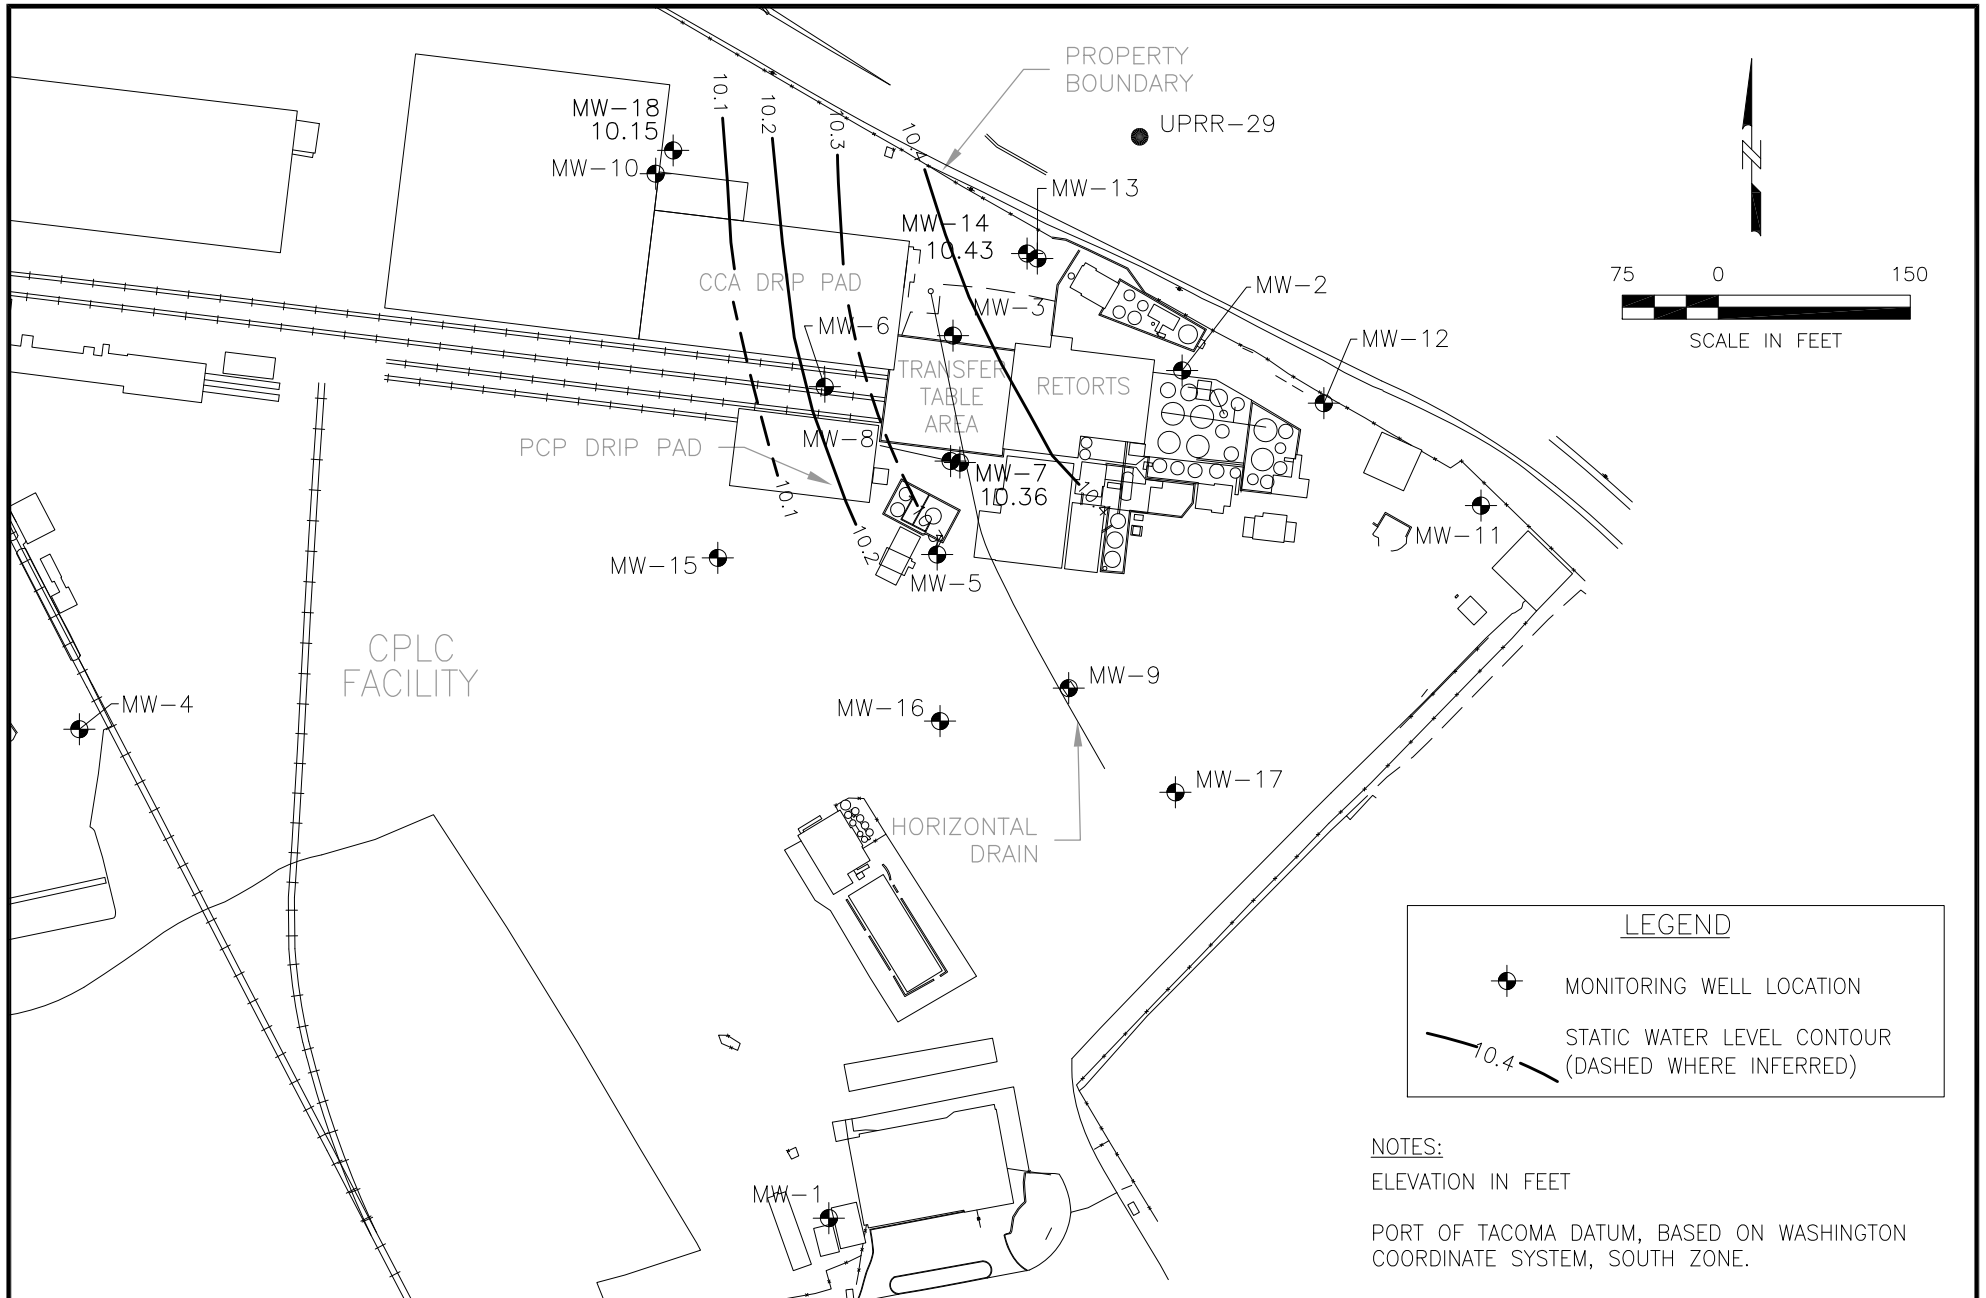 PROPERTY
BOUNDARY
UPRR-29
MW-18
10.15
MW-10
10.1
10.2
10.3
10.4
MW-13
MW-14
10.43
N
CCA DRIP PAD
MW-3
MW-2
75 0 150
SCALE IN FEET
MW-6
MW-12
TRANSFER
TABLE
AREA
RETORTS
PCP DRIP PAD
MW-8
MW-7
10.36
10.1
10.2
10.3
10.4
MW-11
MW-15
MW-5
CPLC
FACILITY
MW-9
MW-4
MW-16
MW-17
HORIZONTAL
DRAIN
LEGEND
MONITORING WELL LOCATION
10.4
STATIC WATER LEVEL CONTOUR
(DASHED WHERE INFERRED)
NOTES:
ELEVATION IN FEET
PORT OF TACOMA DATUM, BASED ON WASHINGTON
COORDINATE SYSTEM, SOUTH ZONE.
MW-1